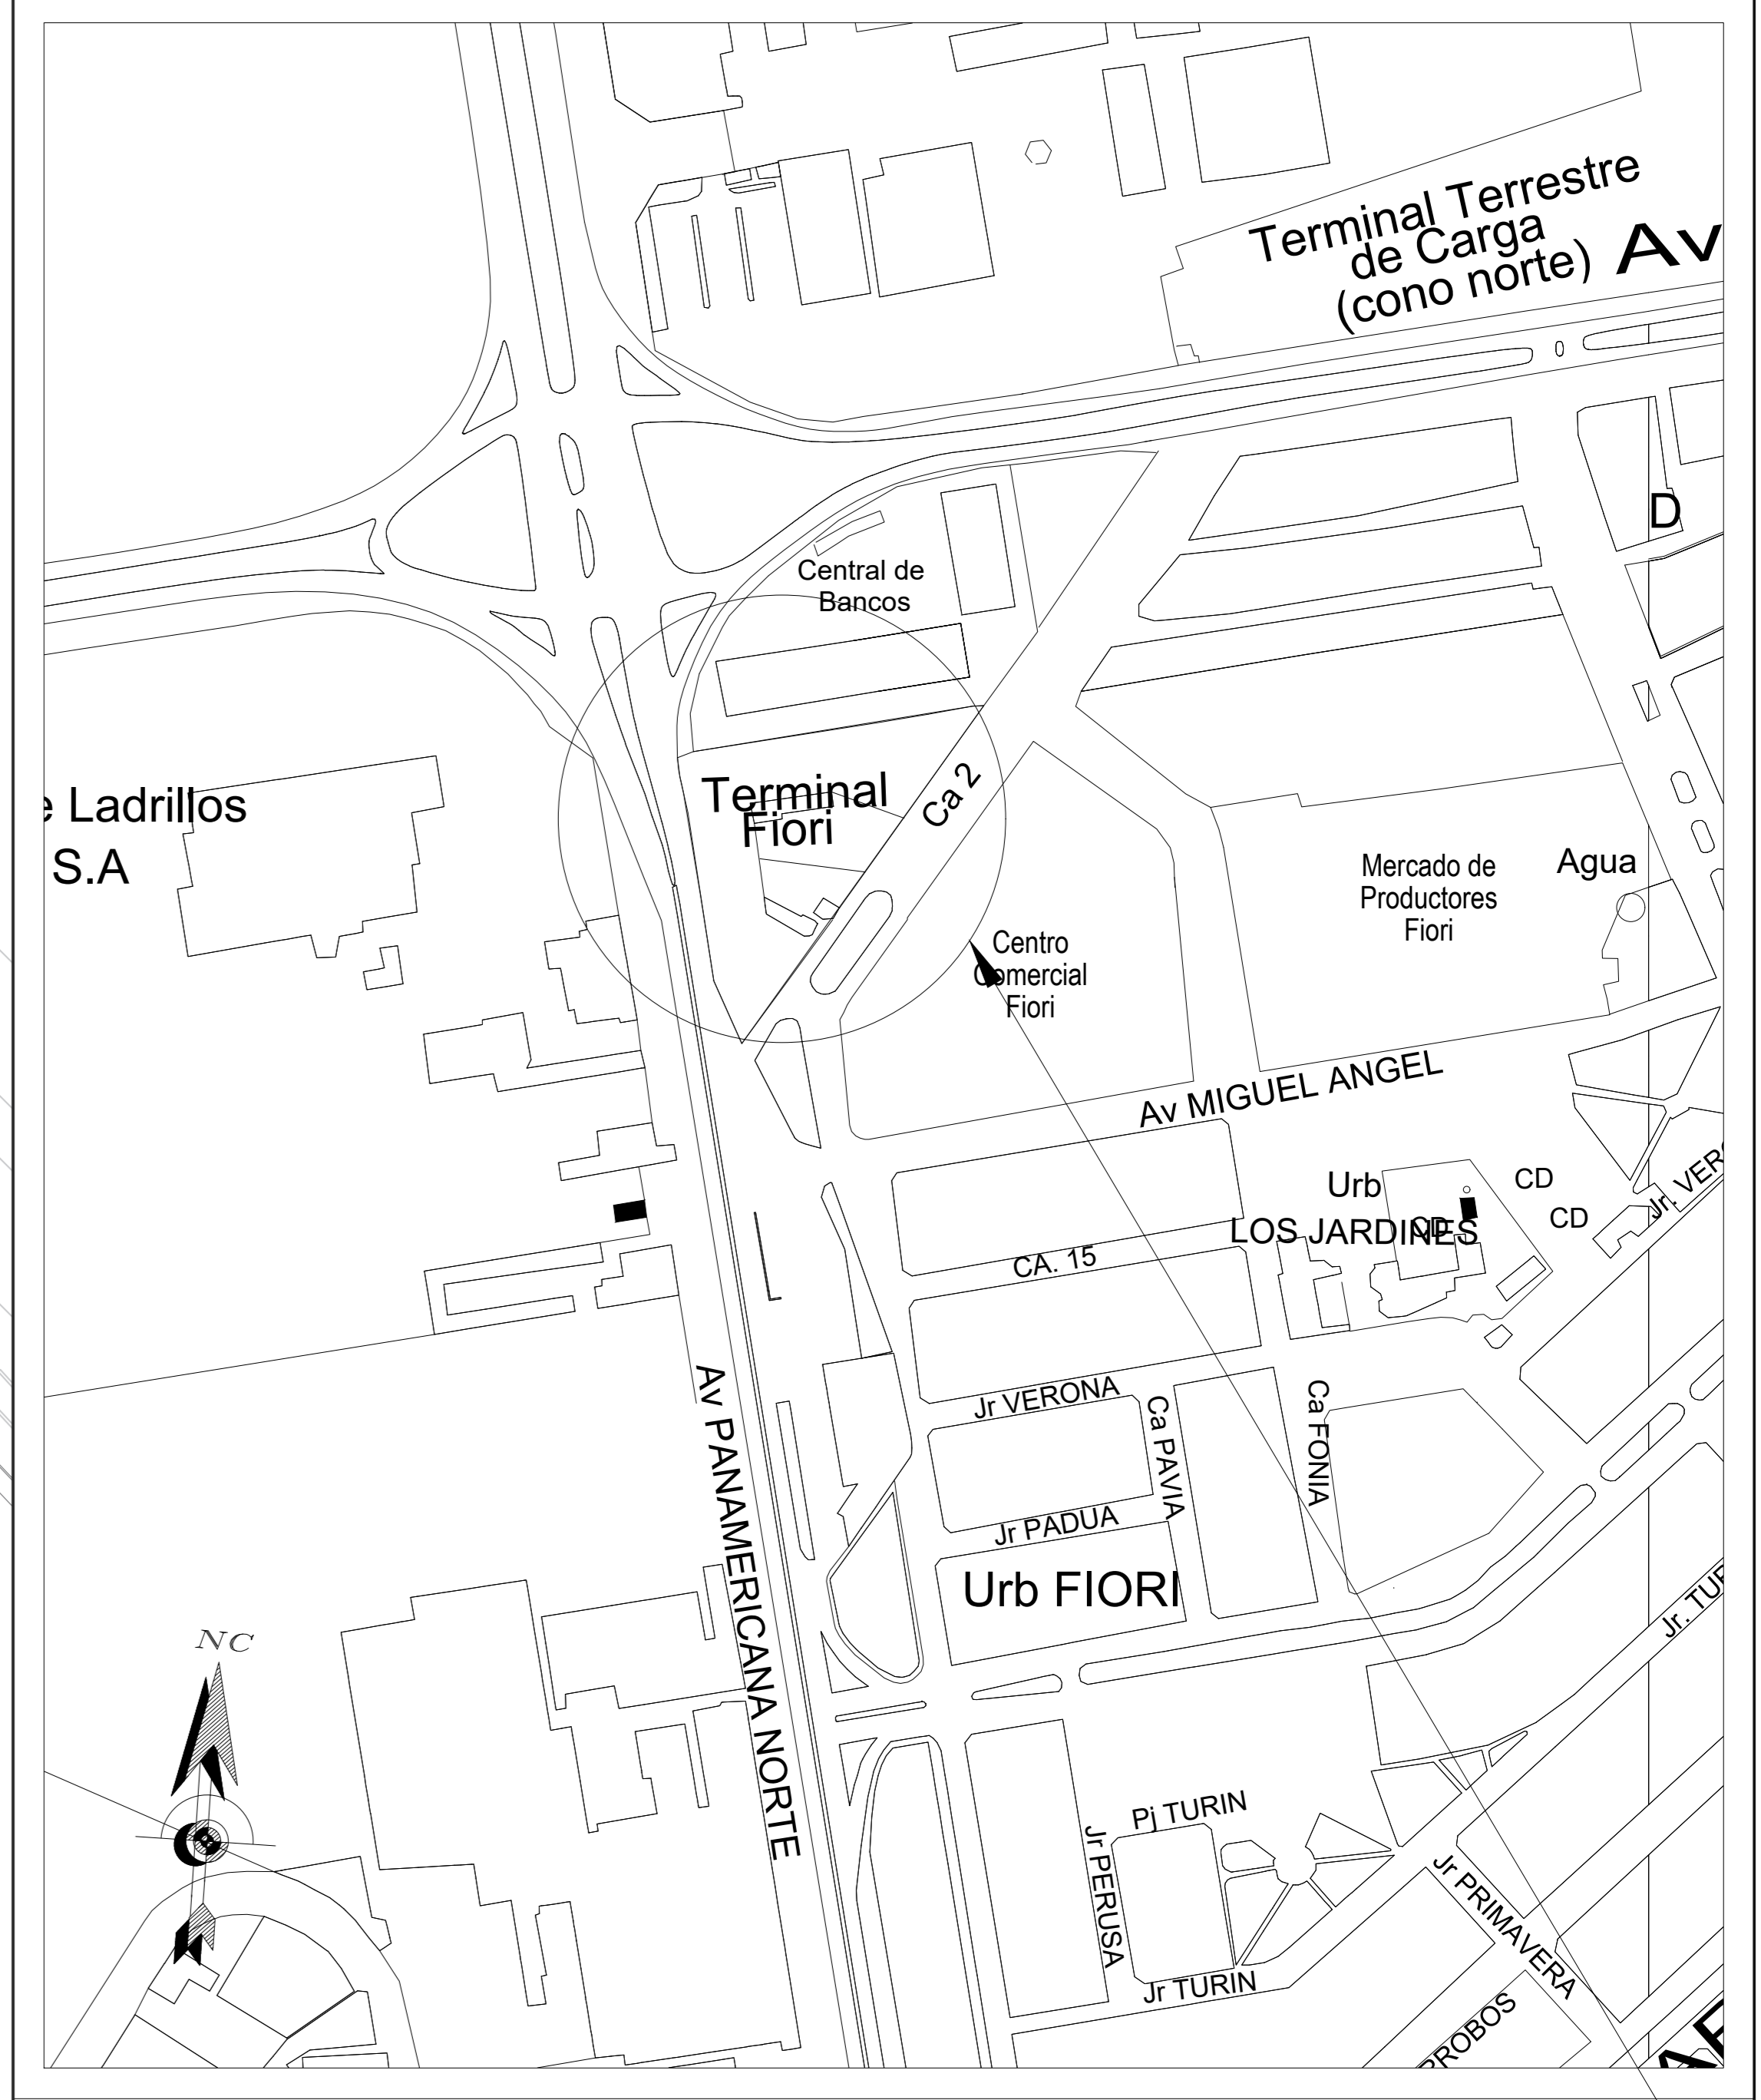 Terminal Terrestre
de Carga
(cono norte)
Av
D
Central de
Bancos
Terminal
Fiori
Ca 2
e Ladrillos
S.A
Mercado de
Productores
Fiori
Agua
Centro
Comercial
Fiori
Av MIGUEL ANGEL
Urb
LOS JARDINES
CD
CD
CD
Jr. VER
CA. 15
Jr VERONA
Ca PAVIA
Ca FONIA
Av PANAMERICANA NORTE
Jr PADUA
Urb FIORI
Jr. TUR
NC
Pj TURIN
Jr PERUSA
Jr TURIN
Jr PRIMAVERA
PROBOS